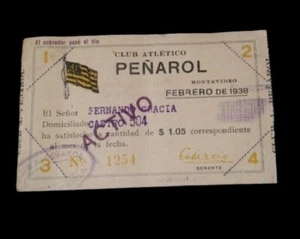 El cobrador pasó el día
1 2
CLUB ATLÉTICO
PEÑAROL
MONTEVIDEO
FEBRERO DE 1938
El Señor FERNANDO GRACIA
Domiciliado CASTRO 304
ha satisfecho la cantidad de $ 1.05 correspondiente
al mes de la fecha.
ACTIVO
3 Nº 1254 4
GERENTE